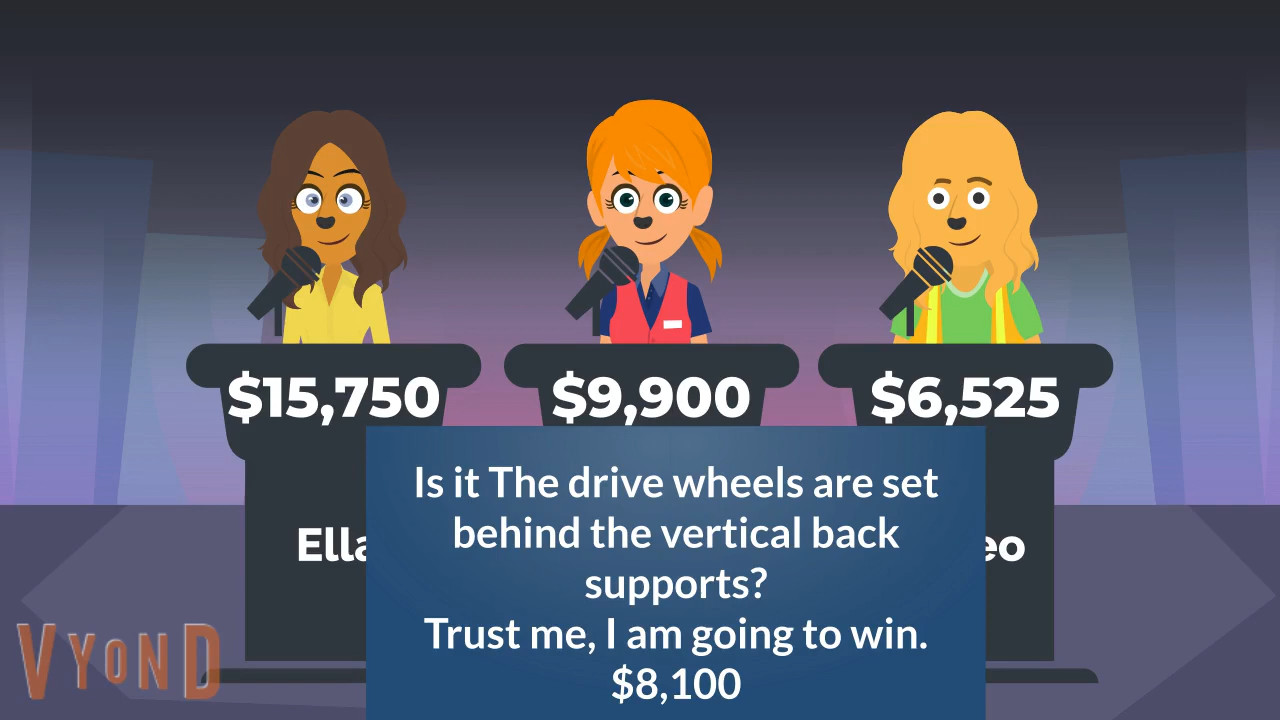 $15,750
$9,900
$6,525
Is it The drive wheels are set
behind the vertical back
supports?
Trust me, I am going to win.
$8,100
VYOND